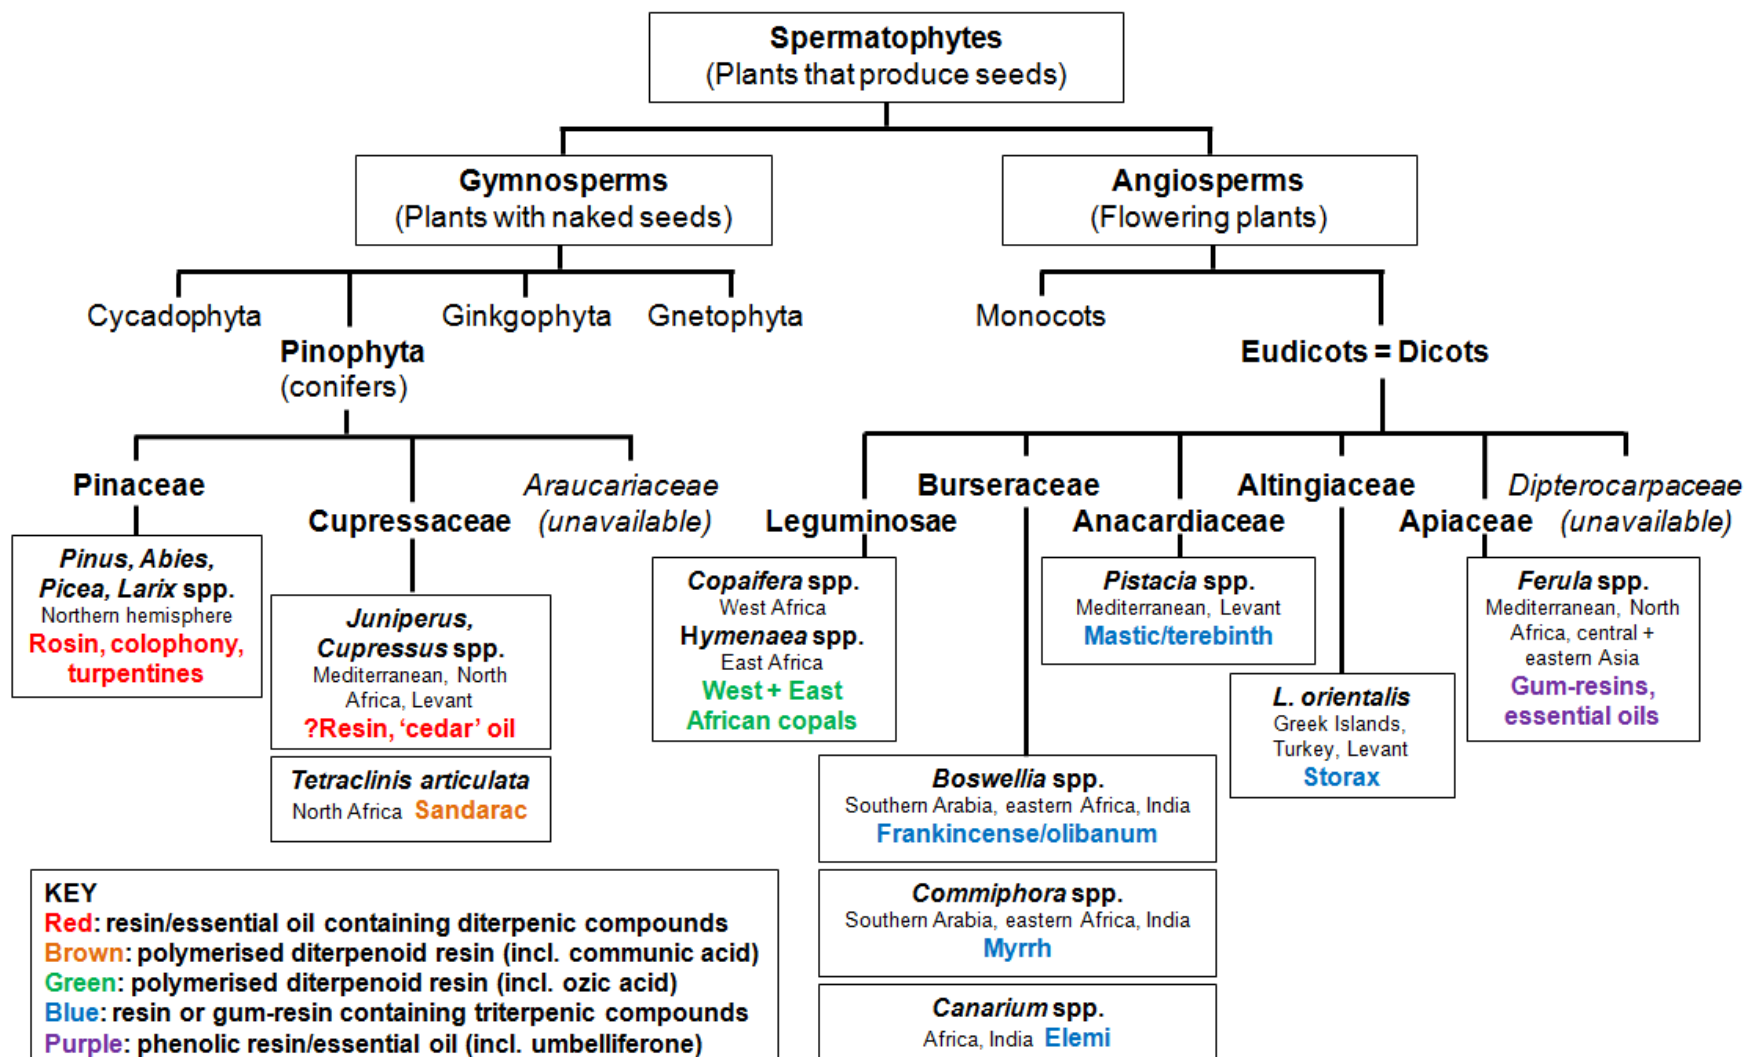 Spermatophytes
(Plants that produce seeds)
Gymnosperms
(Plants with naked seeds)
Angiosperms
(Flowering plants)
Cycadophyta
Pinophyta
(conifers)
Ginkgophyta
Gnetophyta
Monocots
Eudicots = Dicots
Pinaceae
Cupressaceae
Araucariaceae
(unavailable)
Leguminosae
Burseraceae
Anacardiaceae
Altingiaceae
Apiaceae
Dipterocarpaceae
(unavailable)
Pinus, Abies,
Picea, Larix spp.
Northern hemisphere
Rosin, colophony,
turpentines
Juniperus,
Cupressus spp.
Mediterranean, North
Africa, Levant
?Resin, ‘cedar’ oil
Tetraclinis articulata
North Africa Sandarac
Copaifera spp.
West Africa
Hymenaea spp.
East Africa
West + East
African copals
Boswellia spp.
Southern Arabia, eastern Africa, India
Frankincense/olibanum
Commiphora spp.
Southern Arabia, eastern Africa, India
Myrrh
Canarium spp.
Africa, India Elemi
Pistacia spp.
Mediterranean, Levant
Mastic/terebinth
L. orientalis
Greek Islands,
Turkey, Levant
Storax
Ferula spp.
Mediterranean, North
Africa, central +
eastern Asia
Gum-resins,
essential oils
KEY
Red: resin/essential oil containing diterpenic compounds
Brown: polymerised diterpenoid resin (incl. communic acid)
Green: polymerised diterpenoid resin (incl. ozic acid)
Blue: resin or gum-resin containing triterpenic compounds
Purple: phenolic resin/essential oil (incl. umbelliferone)